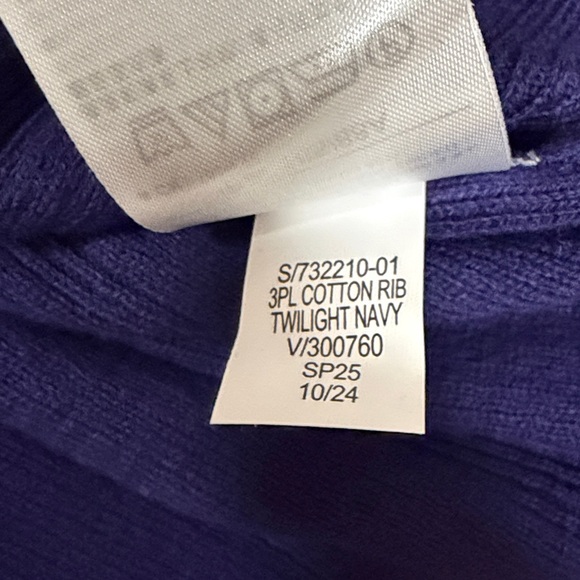 S/732210-01
3PL COTTON RIB
TWILIGHT NAVY
V/300760
SP25
10/24